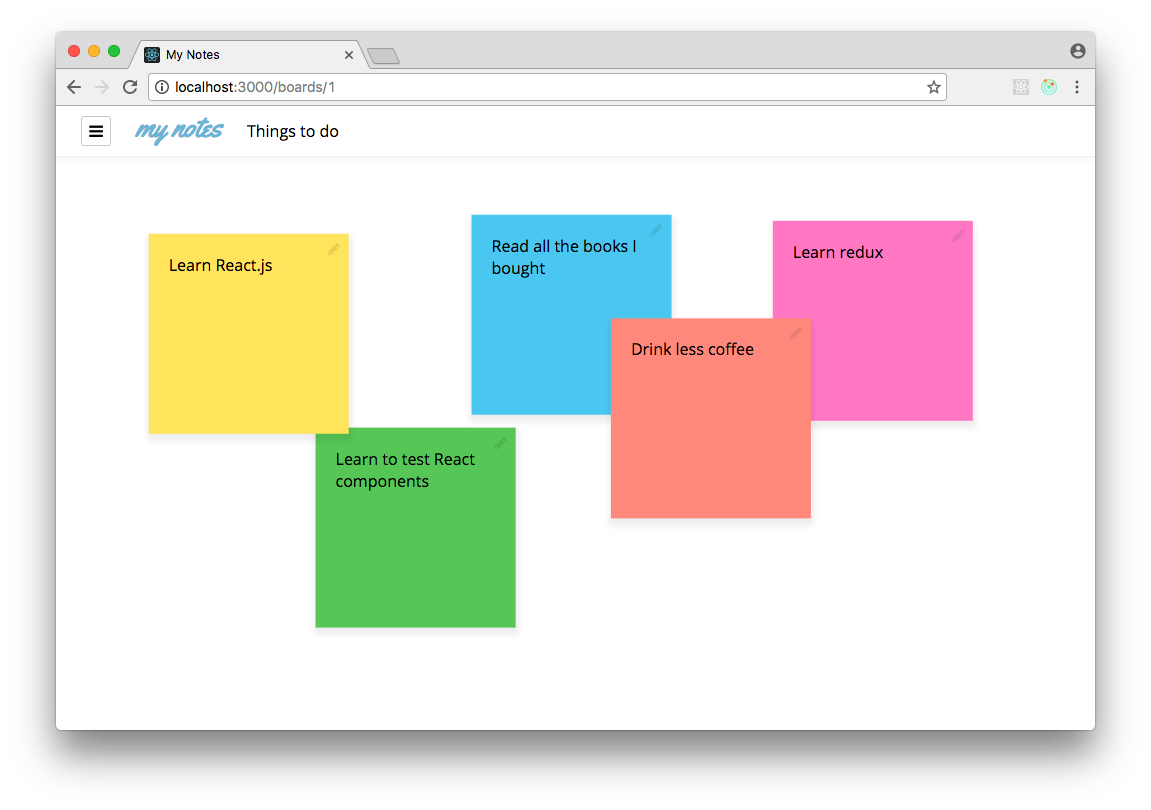 My Notes
localhost:3000/boards/1
my notes
Things to do
Learn React.js
Read all the books I
bought
Learn redux
Drink less coffee
Learn to test React
components